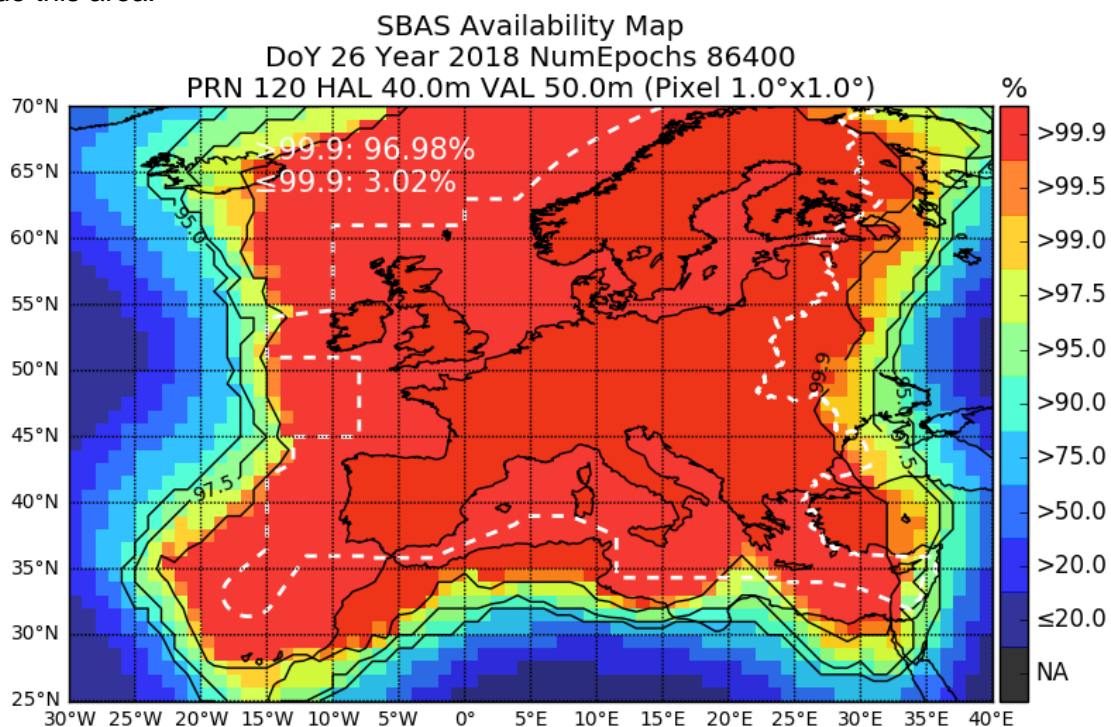 SBAS Availability Map
DoY 26 Year 2018 NumEpochs 86400
PRN 120 HAL 40.0m VAL 50.0m (Pixel 1.0°x1.0°)
%
70°N
65°N
60°N
55°N
50°N
45°N
40°N
35°N
30°N
25°N
>99.9: 96.98%
≤99.9: 3.02%
95.0
97.5
99.9
>99.9
>99.5
>99.0
>97.5
>95.0
>90.0
>75.0
>50.0
>20.0
≤20.0
NA
30°W 25°W 20°W 15°W 10°W 5°W 0° 5°E 10°E 15°E 20°E 25°E 30°E 35°E 40°E